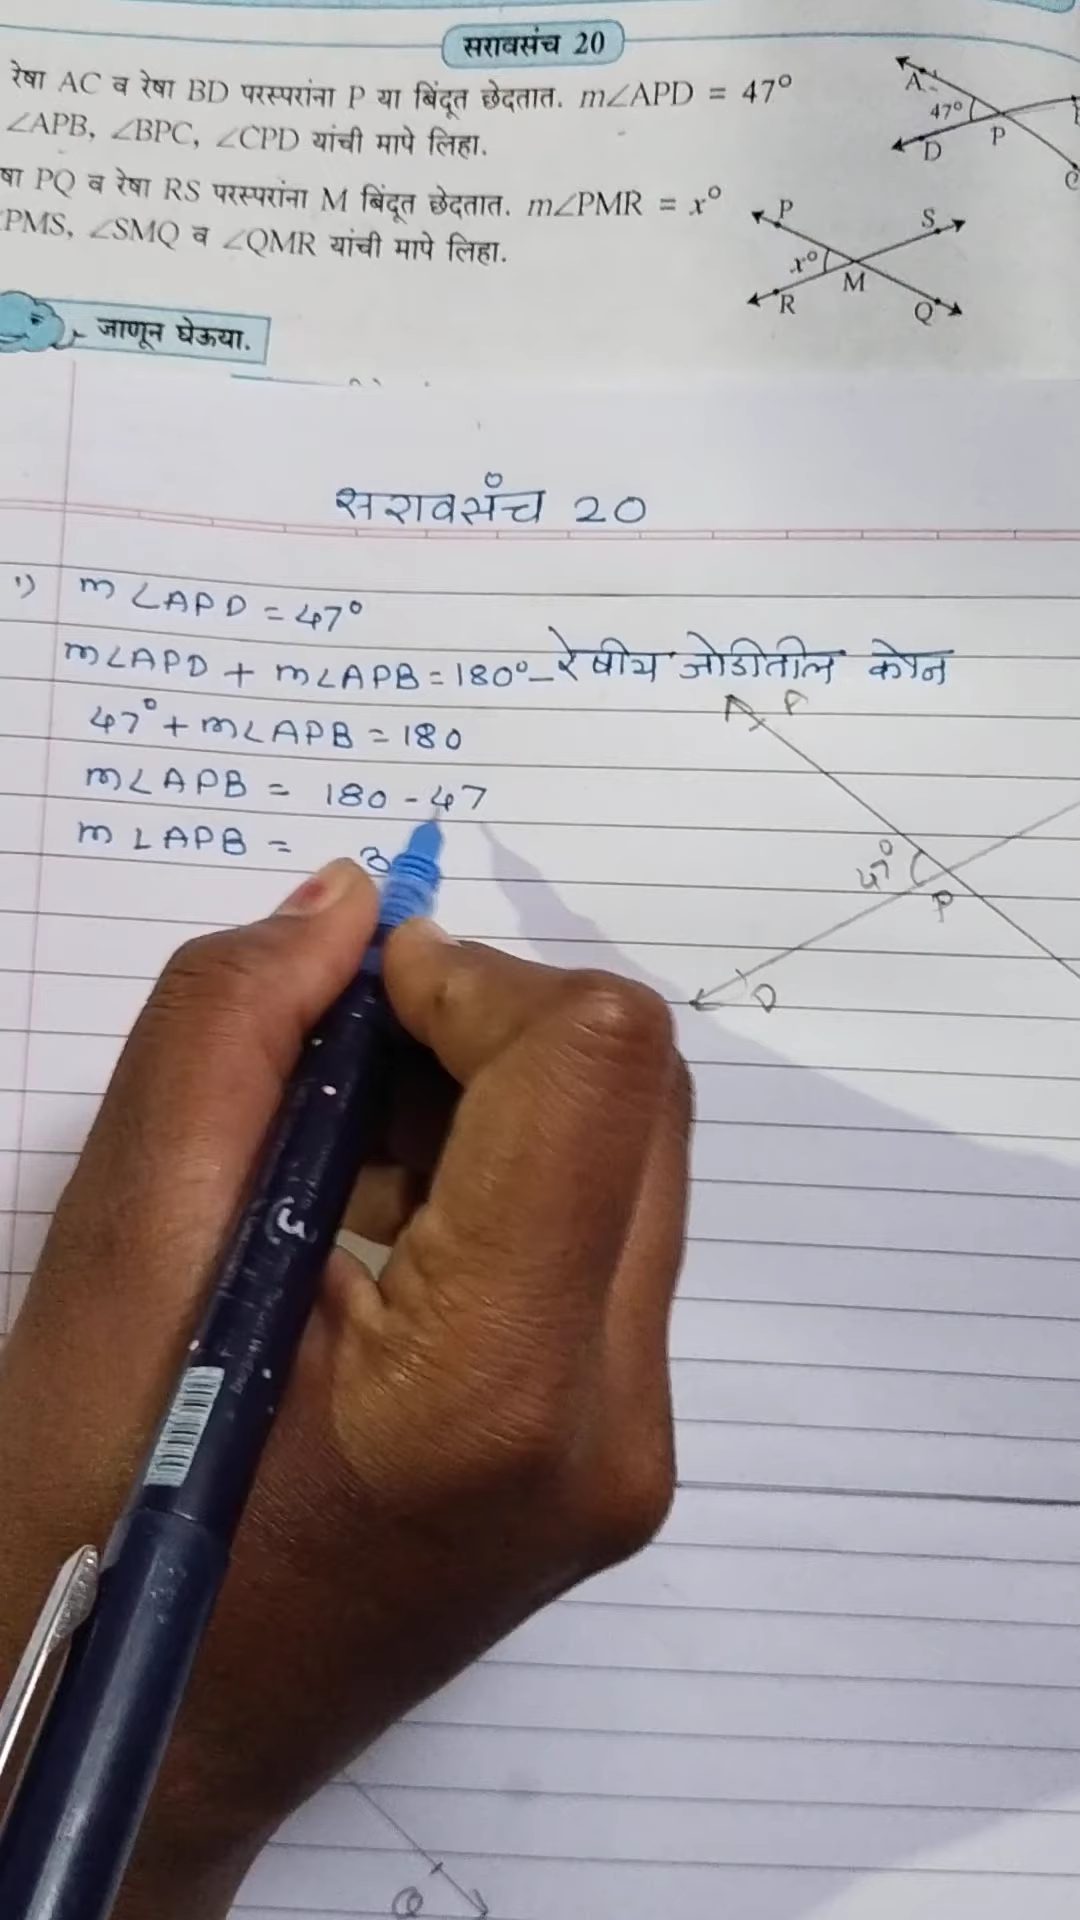 सरावसंच 20
रेषा AC व रेषा BD परस्परांना P या बिंदूत छेदतात. m∠APD = 47°
∠APB, ∠BPC, ∠CPD यांची मापे लिहा.
A
47°
P
D
षा PQ व रेषा RS परस्परांना M बिंदूत छेदतात. m∠PMR = x°
∠PMS, ∠SMQ व ∠QMR यांची मापे लिहा.
P
S
x°
M
R
Q
जाणून घेऊया.
सरावसंच 20
1) m∠APD = 47°
m∠APD + m∠APB = 180° - रेषीय जोडीतील कोन
47° + m∠APB = 180
m∠APB = 180 - 47
m∠APB = 3
47°
P
D
Q